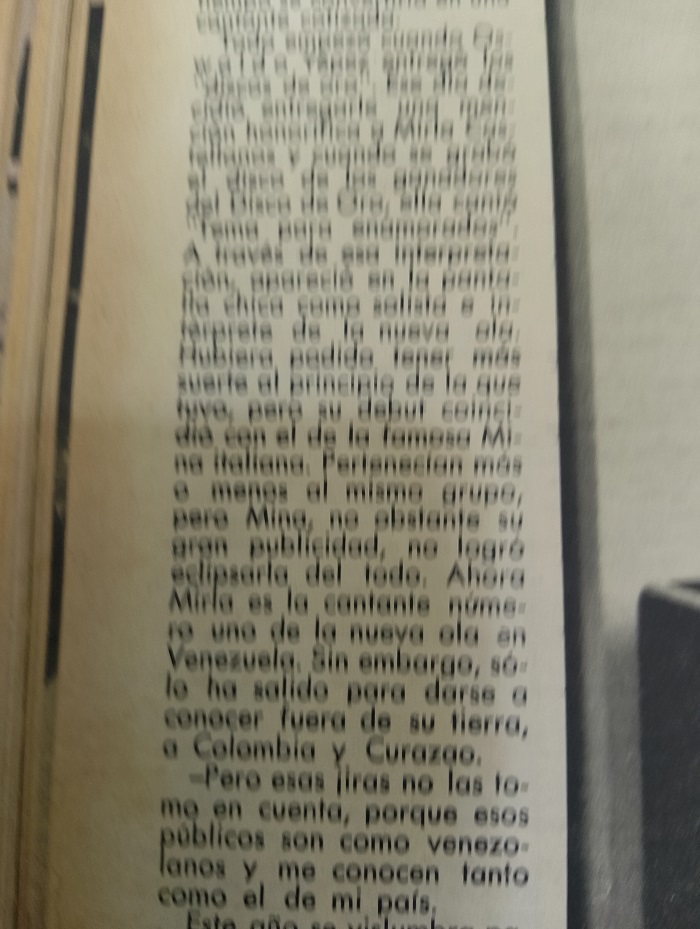 cantante cotizada.
Todo empezó cuando Os-
waldo Yépez entregó los
"discos de oro". Ese día de-
cidió entregarle una men-
ción honorífica a Mirla Cas-
tellanos y cuando se grabó
el disco de los ganadores
del Disco de Oro, ella cantó
"Tema para enamorados".
A través de esa interpreta-
ción, apareció en la panta-
lla chica como solista e in-
térprete de la nueva ola.
Hubiera podido tener más
suerte al principio de la que
tuvo, pero su debut coinci-
dió con el de la famosa Mi-
na italiana. Pertenecían más
o menos al mismo grupo,
pero Mina, no obstante su
gran publicidad, no logró
eclipsarla del todo. Ahora
Mirla es la cantante núme-
ro uno de la nueva ola en
Venezuela. Sin embargo, só-
lo ha salido para darse a
conocer fuera de su tierra,
a Colombia y Curazao.
—Pero esas jiras no las to-
mo en cuenta, porque esos
públicos son como venezo-
lanos y me conocen tanto
como el de mi país.
Este año se vislumbra